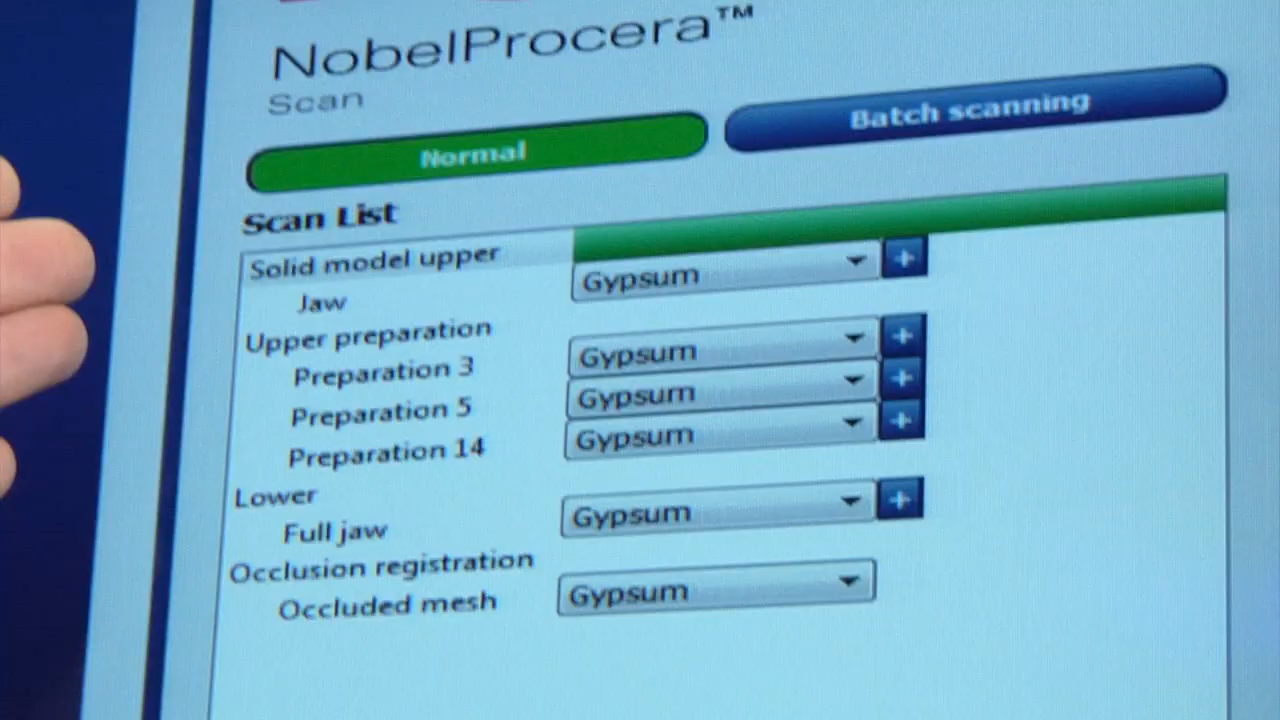 NobelProcera™
Scan
Normal
Batch scanning
Scan List
Solid model upper
Jaw Gypsum +
Upper preparation
Preparation 3 Gypsum +
Preparation 5 Gypsum +
Preparation 14 Gypsum +
Lower
Full jaw Gypsum +
Occlusion registration
Occluded mesh Gypsum